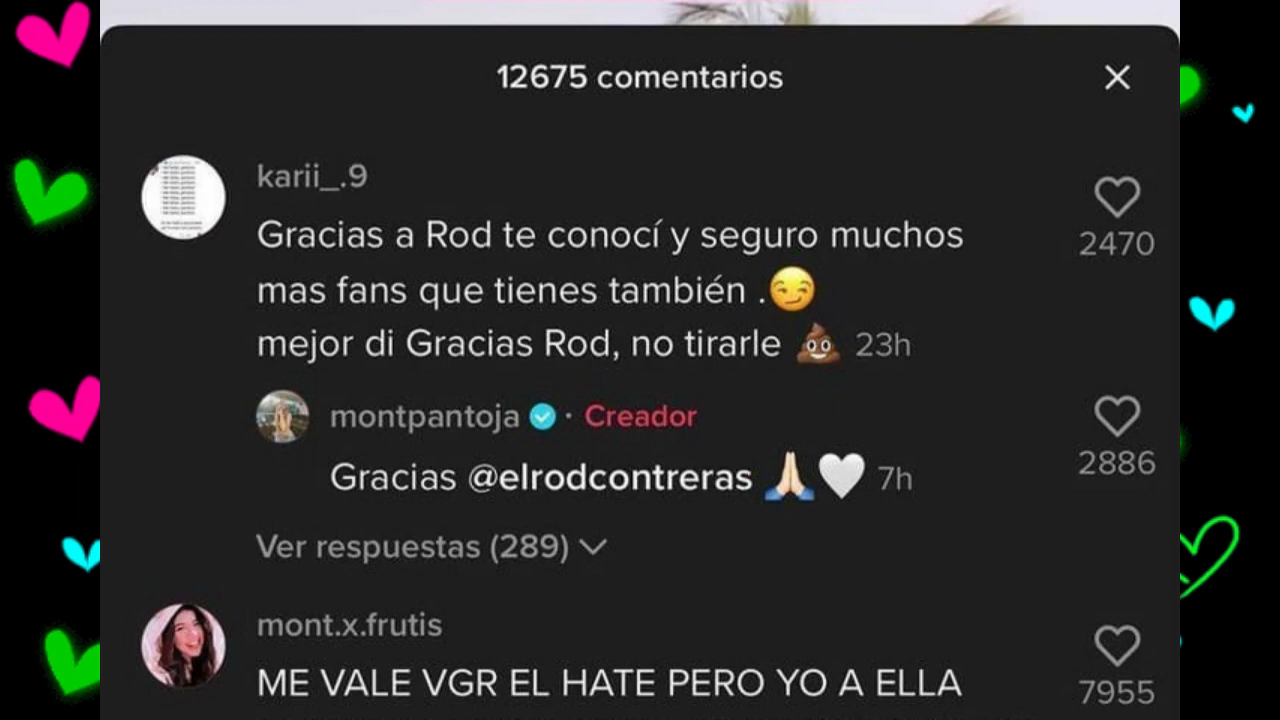 12675 comentarios
karii_.9
Gracias a Rod te conocí y seguro muchos
mas fans que tienes también .😏
mejor di Gracias Rod, no tirarle 💩 23h
2470
montpantoja · Creador
Gracias @elrodcontreras 🙏🏻🤍 7h
2886
Ver respuestas (289)
mont.x.frutis
ME VALE VGR EL HATE PERO YO A ELLA
7955